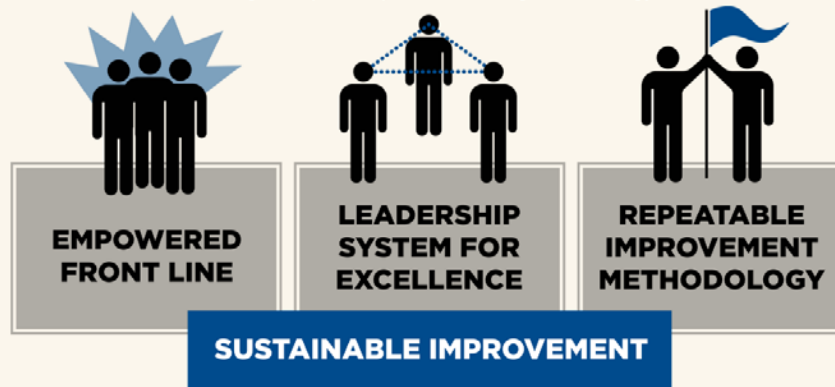 EMPOWERED
FRONT LINE
LEADERSHIP
SYSTEM FOR
EXCELLENCE
REPEATABLE
IMPROVEMENT
METHODOLOGY
SUSTAINABLE IMPROVEMENT